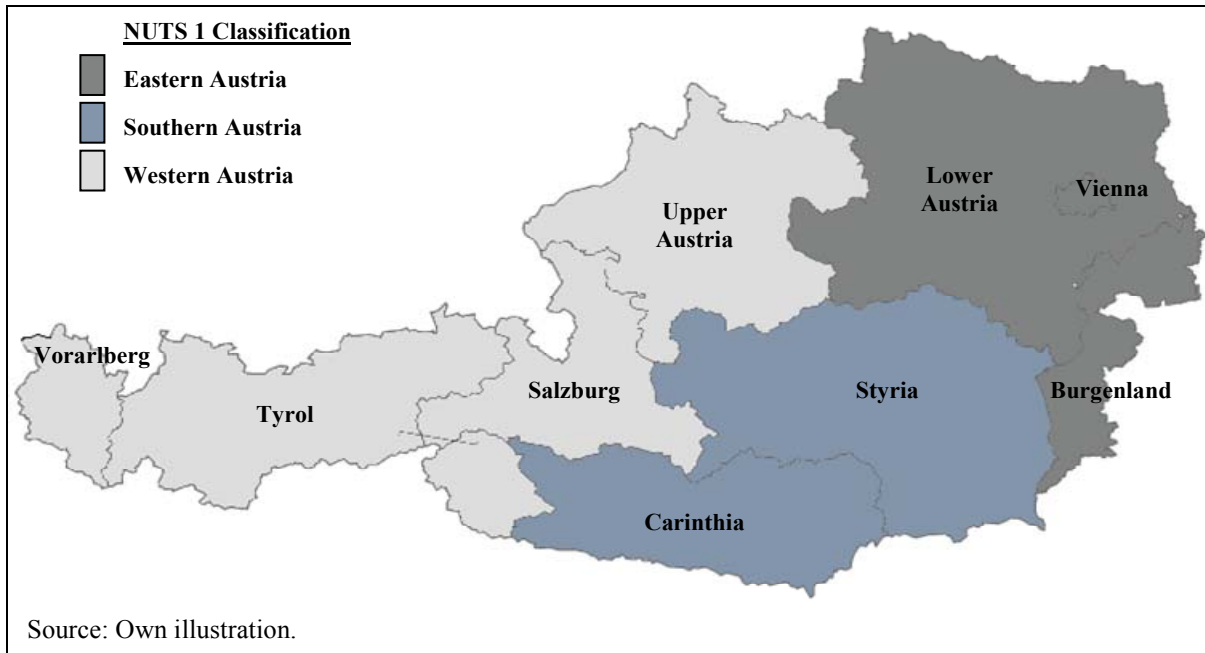 NUTS 1 Classification
Eastern Austria
Southern Austria
Western Austria
Lower
Austria
Vienna
Upper
Austria
Vorarlberg
Tyrol
Salzburg
Styria
Burgenland
Carinthia
Source: Own illustration.